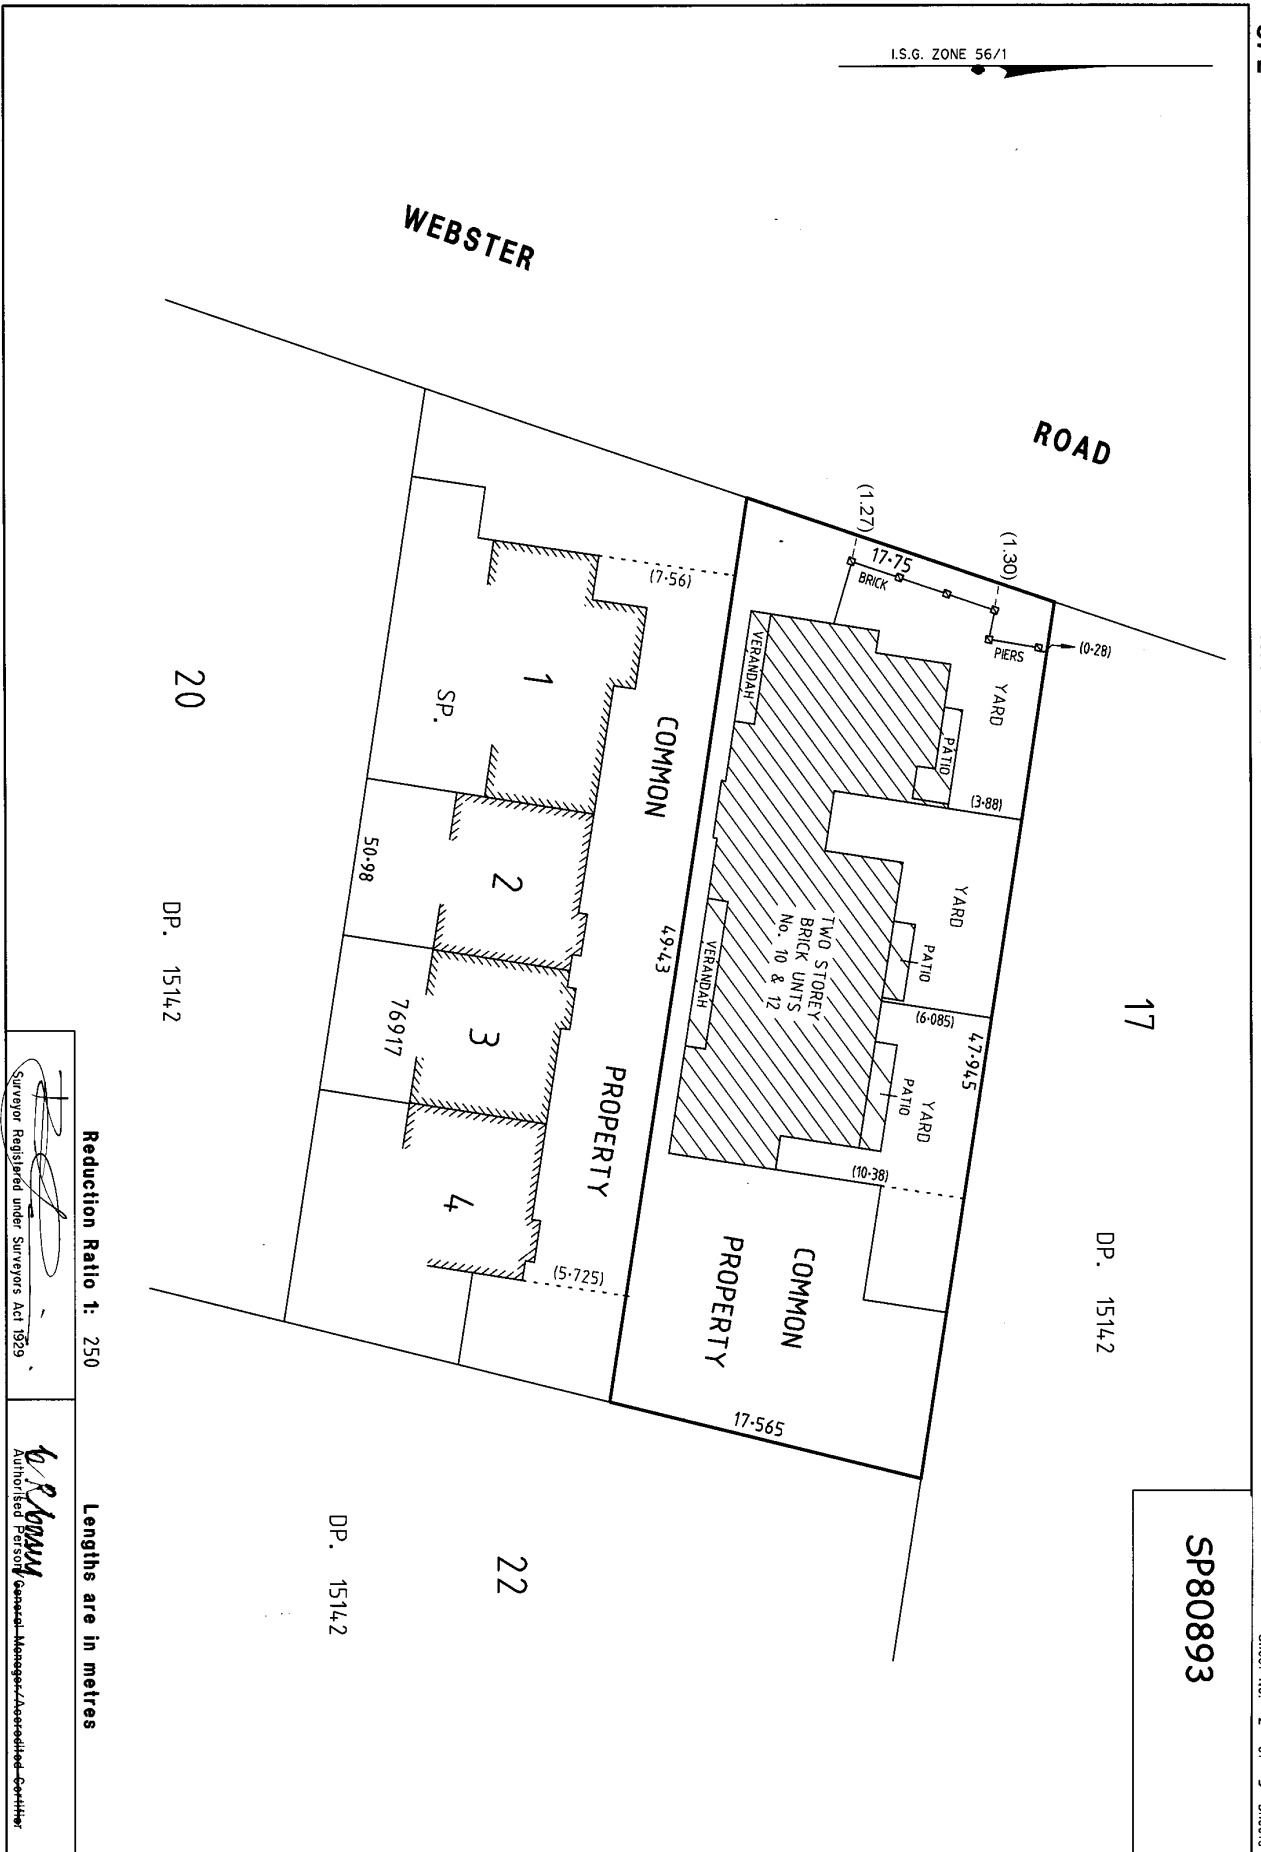 SP80893
I.S.G. ZONE 56/1
WEBSTER
ROAD
17
DP. 15142
(1.27)
(1.30)
17·75
BRICK
PIERS
(0·28)
YARD
PATIO
(3·88)
YARD
PATIO
(6·085)
47·945
YARD
PATIO
(10·38)
VERANDAH
TWO STOREY
BRICK UNTS
No. 10 & 12
VERANDAH
COMMON
PROPERTY
17·565
49·43
(7·56)
COMMON
PROPERTY
(5·725)
1
2
3
4
SP.
76917
50·98
20
DP. 15142
22
DP. 15142
Reduction Ratio 1: 250
Lengths are in metres
Surveyor Registered under Surveyors Act 1929
Authorised Person/General Manager/Accredited Certifier